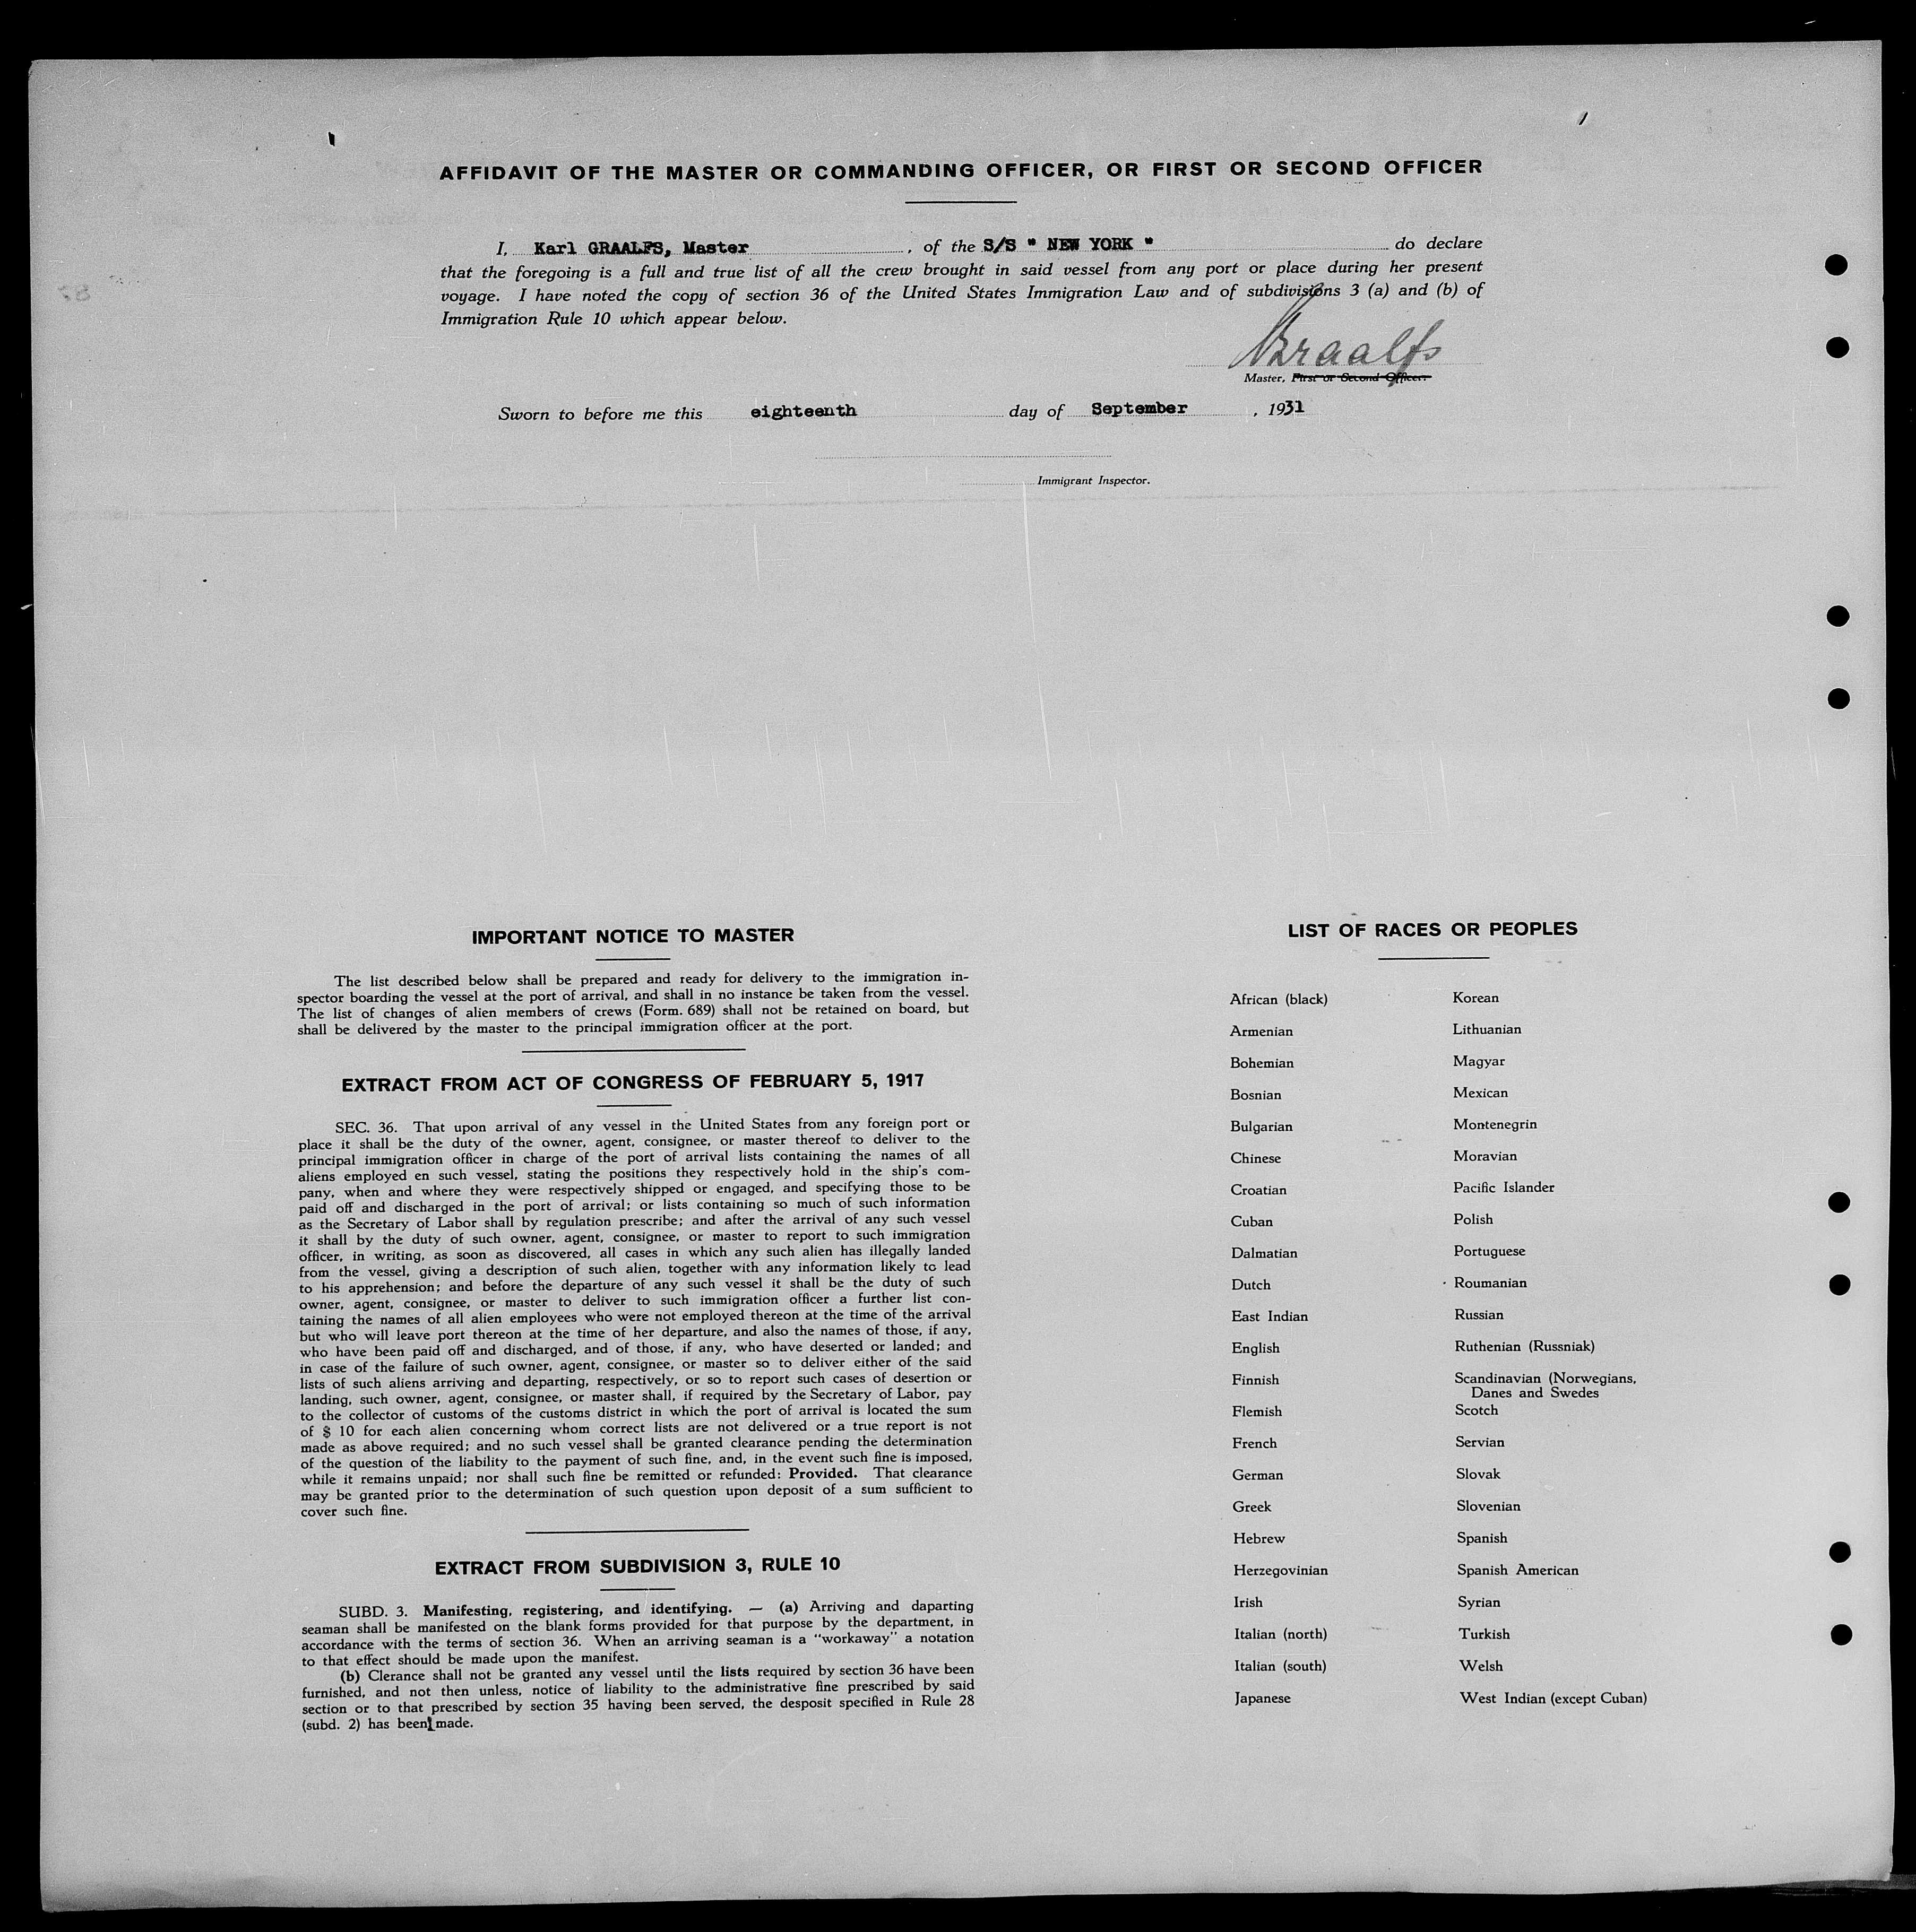 AFFIDAVIT OF THE MASTER OR COMMANDING OFFICER, OR FIRST OR SECOND OFFICER
I, Karl GRAALFS, Master , of the S/S " NEW YORK " do declare
that the foregoing is a full and true list of all the crew brought in said vessel from any port or place during her present
voyage. I have noted the copy of section 36 of the United States Immigration Law and of subdivisions 3 (a) and (b) of
Immigration Rule 10 which appear below.
Graalfs
Master, First or Second Officer.
Sworn to before me this eighteenth day of September , 1931
Immigrant Inspector.
IMPORTANT NOTICE TO MASTER
The list described below shall be prepared and ready for delivery to the immigration in-
spector boarding the vessel at the port of arrival, and shall in no instance be taken from the vessel.
The list of changes of alien members of crews (Form. 689) shall not be retained on board, but
shall be delivered by the master to the principal immigration officer at the port.
EXTRACT FROM ACT OF CONGRESS OF FEBRUARY 5, 1917
SEC. 36. That upon arrival of any vessel in the United States from any foreign port or
place it shall be the duty of the owner, agent, consignee, or master thereof to deliver to the
principal immigration officer in charge of the port of arrival lists containing the names of all
aliens employed en such vessel, stating the positions they respectively hold in the ship's com-
pany, when and where they were respectively shipped or engaged, and specifying those to be
paid off and discharged in the port of arrival; or lists containing so much of such information
as the Secretary of Labor shall by regulation prescribe; and after the arrival of any such vessel
it shall by the duty of such owner, agent, consignee, or master to report to such immigration
officer, in writing, as soon as discovered, all cases in which any such alien has illegally landed
from the vessel, giving a description of such alien, together with any information likely to lead
to his apprehension; and before the departure of any such vessel it shall be the duty of such
owner, agent, consignee, or master to deliver to such immigration officer a further list con-
taining the names of all alien employees who were not employed thereon at the time of the arrival
but who will leave port thereon at the time of her departure, and also the names of those, if any,
who have been paid off and discharged, and of those, if any, who have deserted or landed; and
in case of the failure of such owner, agent, consignee, or master so to deliver either of the said
lists of such aliens arriving and departing, respectively, or so to report such cases of desertion or
landing, such owner, agent, consignee, or master shall, if required by the Secretary of Labor, pay
to the collector of customs of the customs district in which the port of arrival is located the sum
of $ 10 for each alien concerning whom correct lists are not delivered or a true report is not
made as above required; and no such vessel shall be granted clearance pending the determination
of the question of the liability to the payment of such fine, and, in the event such fine is imposed,
while it remains unpaid; nor shall such fine be remitted or refunded: Provided. That clearance
may be granted prior to the determination of such question upon deposit of a sum sufficient to
cover such fine.
EXTRACT FROM SUBDIVISION 3, RULE 10
SUBD. 3. Manifesting, registering, and identifying. — (a) Arriving and daparting
seaman shall be manifested on the blank forms provided for that purpose by the department, in
accordance with the terms of section 36. When an arriving seaman is a "workaway" a notation
to that effect should be made upon the manifest.
(b) Clerance shall not be granted any vessel until the lists required by section 36 have been
furnished, and not then unless, notice of liability to the administrative fine prescribed by said
section or to that prescribed by section 35 having been served, the desposit specified in Rule 28
(subd. 2) has been made.
LIST OF RACES OR PEOPLES
African (black) Korean
Armenian Lithuanian
Bohemian Magyar
Bosnian Mexican
Bulgarian Montenegrin
Chinese Moravian
Croatian Pacific Islander
Cuban Polish
Dalmatian Portuguese
Dutch Roumanian
East Indian Russian
English Ruthenian (Russniak)
Finnish Scandinavian (Norwegians,
Danes and Swedes
Flemish Scotch
French Servian
German Slovak
Greek Slovenian
Hebrew Spanish
Herzegovinian Spanish American
Irish Syrian
Italian (north) Turkish
Italian (south) Welsh
Japanese West Indian (except Cuban)